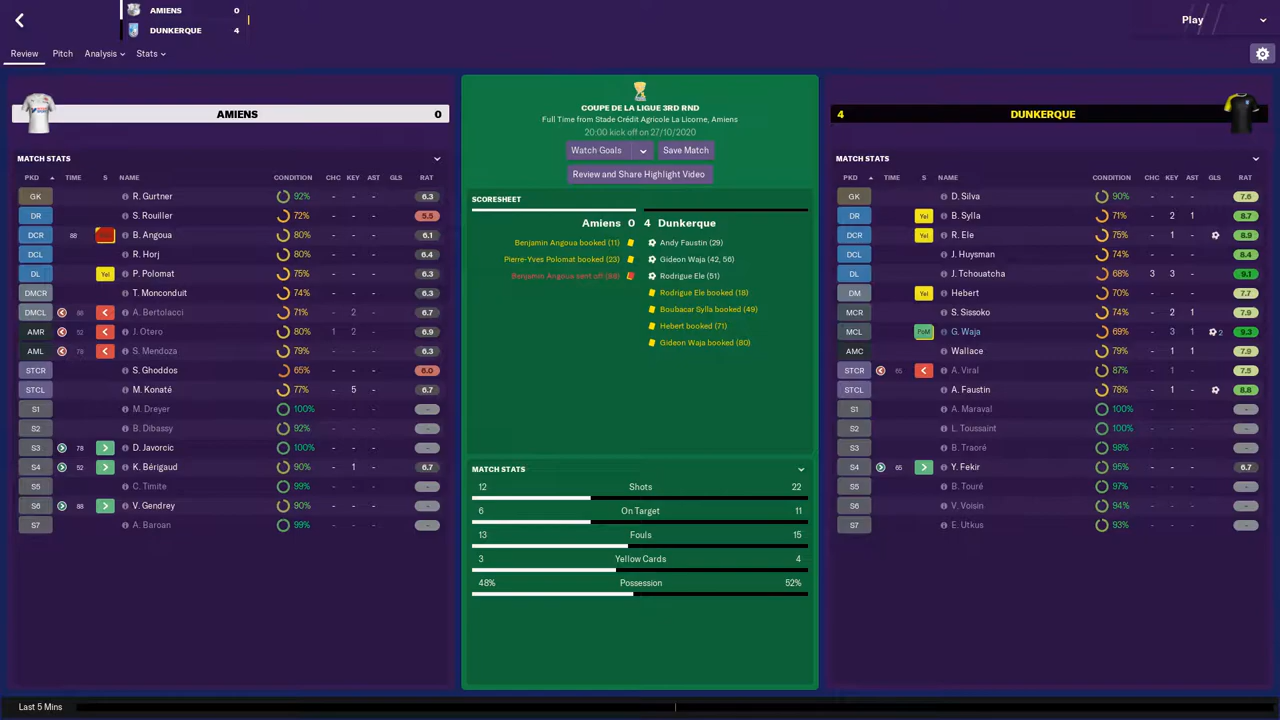 AMIENS 0
DUNKERQUE 4
Play
Review Pitch Analysis Stats
AMIENS 0
MATCH STATS
PKD TIME S NAME CONDITION CHC KEY AST GLS RAT
GK R. Gurtner 92% - - - - 6.3
DR S. Rouiller 72% - - - - 5.5
DCR 88 B. Angoua 80% - - - - 6.1
DCL R. Horj 80% - - - - 6.4
DL Yel P. Polomat 75% - - - - 6.3
DMCR T. Monconduit 74% - - - - 6.3
DMCL 88 A. Bertolacci 71% - 2 - - 6.7
AMR 52 J. Otero 80% 1 2 - - 6.9
AML 78 S. Mendoza 79% - - - - 6.3
STCR S. Ghoddos 65% - - - - 6.0
STCL M. Konaté 77% - 5 - - 6.7
S1 M. Dreyer 100% - - - - -
S2 B. Dibassy 92% - - - - -
S3 78 D. Javorcic 100% - - - - -
S4 52 K. Bérigaud 90% - 1 - - 6.7
S5 C. Timite 99% - - - - -
S6 88 V. Gendrey 90% - - - - -
S7 A. Baroan 99% - - - - -
COUPE DE LA LIGUE 3RD RND
Full Time from Stade Crédit Agricole La Licorne, Amiens
20:00 kick off on 27/10/2020
Watch Goals Save Match
Review and Share Highlight Video
SCORESHEET
Amiens 0 4 Dunkerque
Benjamin Angoua booked (11) Andy Faustin (29)
Pierre-Yves Polomat booked (23) Gideon Waja (42, 56)
Benjamin Angoua sent off (88) Rodrigue Ele (51)
Rodrigue Ele booked (18)
Boubacar Sylla booked (49)
Hebert booked (71)
Gideon Waja booked (80)
MATCH STATS
12 Shots 22
6 On Target 11
13 Fouls 15
3 Yellow Cards 4
48% Possession 52%
4 DUNKERQUE
MATCH STATS
PKD TIME S NAME CONDITION CHC KEY AST GLS RAT
GK D. Silva 90% - - - - 7.6
DR Yel B. Sylla 71% - 2 1 - 8.7
DCR Yel R. Ele 75% - 1 - 8.9
DCL J. Huysman 74% - - - - 8.4
DL J. Tchouatcha 68% 3 3 - - 9.1
DM Yel Hebert 70% - - - - 7.7
MCR S. Sissoko 74% - 2 1 - 7.9
MCL PoM G. Waja 69% - 3 1 2 9.3
AMC Wallace 79% - 1 1 - 7.9
STCR 65 A. Viral 87% - 1 - - 7.5
STCL A. Faustin 78% - 1 - 8.8
S1 A. Maraval 100% - - - - -
S2 L. Toussaint 100% - - - - -
S3 B. Traoré 98% - - - - -
S4 65 Y. Fekir 95% - - - - 6.7
S5 B. Touré 97% - - - - -
S6 V. Voisin 94% - - - - -
S7 E. Utkus 93% - - - - -
Last 5 Mins